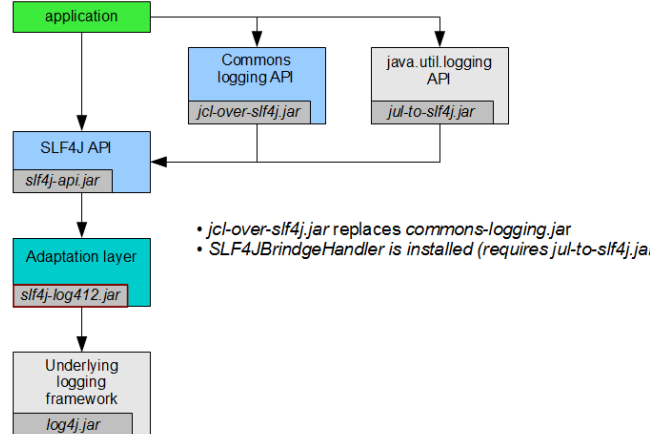 application
Commons
logging API
jcl-over-slf4j.jar
java.util.logging
API
jul-to-slf4j.jar
SLF4J API
slf4j-api.jar
• jcl-over-slf4j.jar replaces commons-logging.jar
• SLF4JBrindgeHandler is installed (requires jul-to-slf4j.jar
Adaptation layer
slf4j-log412.jar
Underlying
logging
framework
log4j.jar